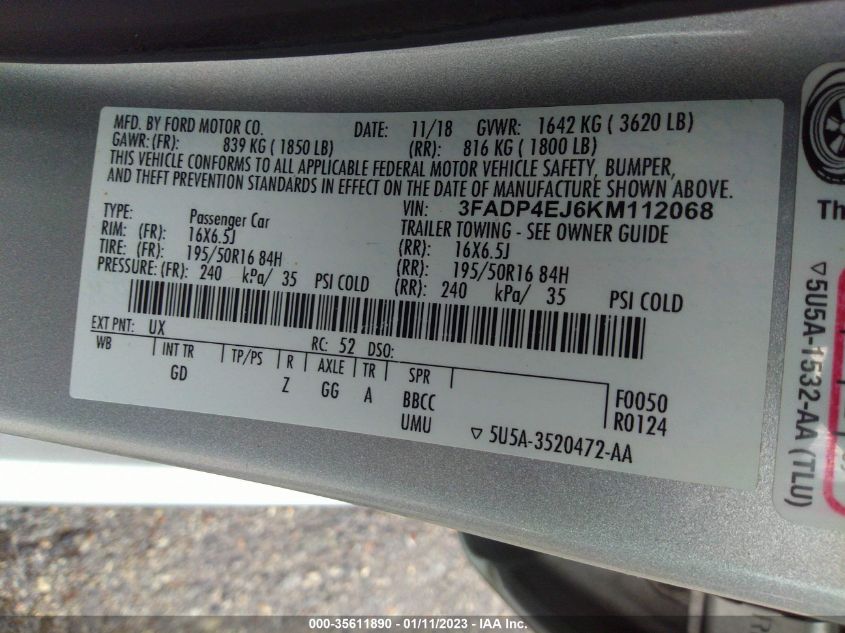 MFD. BY FORD MOTOR CO. DATE: 11/18 GVWR: 1642 KG ( 3620 LB)
GAWR: (FR): 839 KG ( 1850 LB) (RR): 816 KG ( 1800 LB)
THIS VEHICLE CONFORMS TO ALL APPLICABLE FEDERAL MOTOR VEHICLE SAFETY, BUMPER,
AND THEFT PREVENTION STANDARDS IN EFFECT ON THE DATE OF MANUFACTURE SHOWN ABOVE.
VIN: 3FADP4EJ6KM112068
TYPE: Passenger Car TRAILER TOWING - SEE OWNER GUIDE
RIM: (FR): 16X6.5J (RR): 16X6.5J
TIRE: (FR): 195/50R16 84H (RR): 195/50R16 84H
PRESSURE: (FR): 240 kPa/ 35 PSI COLD (RR): 240 kPa/ 35 PSI COLD
EXT PNT: UX RC: 52 DSO:
WB INT TR TP/PS R AXLE TR SPR
GD Z GG A BBCC F0050
UMU R0124
▽ 5U5A-3520472-AA
Th
▽ 5U5A-1532-AA (TLU)
000-35611890 - 01/11/2023 - IAA Inc.